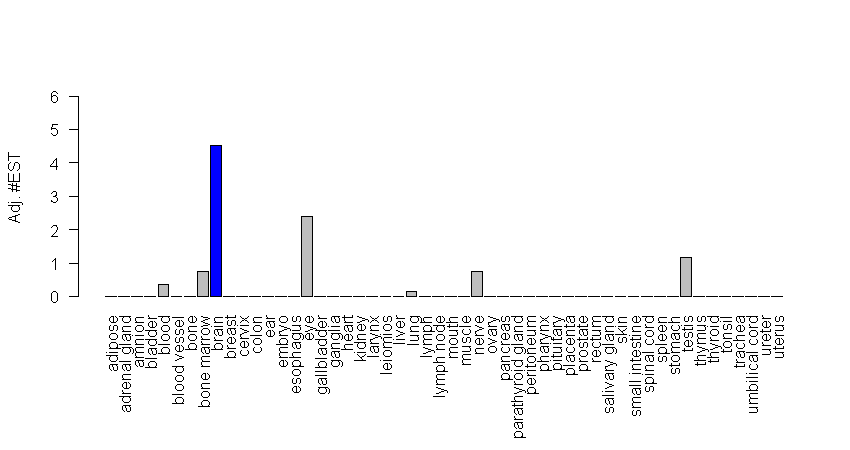 Adj. #EST
6
5
4
3
2
1
0
adipose
adrenal gland
amnion
bladder
blood
blood vessel
bone
bone marrow
brain
breast
cervix
colon
ear
embryo
esophagus
eye
gallbladder
ganglia
heart
kidney
larynx
leiomios
liver
lung
lymph
lymph node
mouth
muscle
nerve
ovary
pancreas
parathyroid gland
peritoneum
pharynx
pituitary
placenta
prostate
rectum
salivary gland
skin
small intestine
spinal cord
spleen
stomach
testis
thymus
thyroid
tonsil
trachea
umbilical cord
ureter
uterus